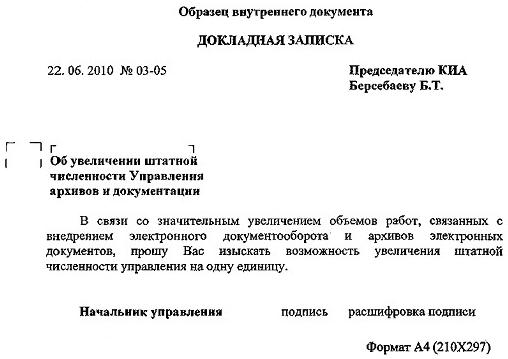 Образец внутреннего документа
ДОКЛАДНАЯ ЗАПИСКА
22. 06. 2010 № 03-05
Председателю КИА
Берсебаеву Б.Т.
Об увеличении штатной
численности Управления
архивов и документации
В связи со значительным увеличением объемов работ, связанных с
внедрением электронного документооборота и архивов электронных
документов, прошу Вас изыскать возможность увеличения штатной
численности управления на одну единицу.
Начальник управления подпись расшифровка подписи
Формат А4 (210Х297)